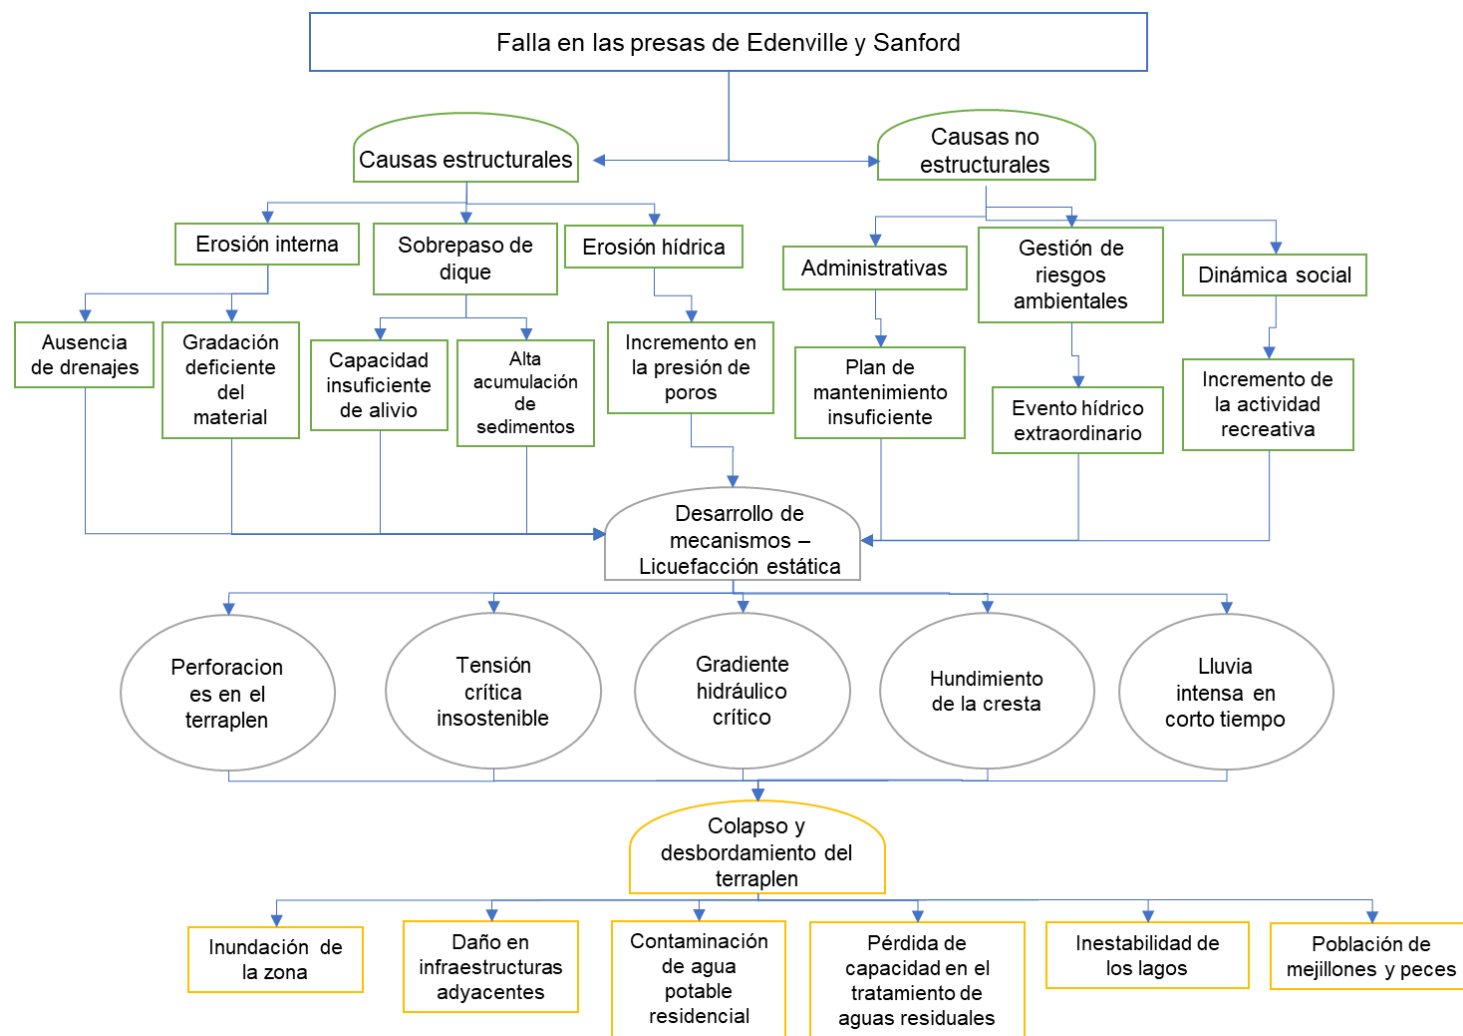 Falla en las presas de Edenville y Sanford
Causas estructurales
Causas no
estructurales
Erosión interna
Sobrepaso de
dique
Erosión hídrica
Administrativas
Gestión de
riesgos
ambientales
Dinámica social
Ausencia
de drenajes
Gradación
deficiente
del
material
Capacidad
insuficiente
de alivio
Alta
acumulación
de
sedimentos
Incremento en
la presión de
poros
Plan de
mantenimiento
insuficiente
Evento hídrico
extraordinario
Incremento de
la actividad
recreativa
Desarrollo de
mecanismos –
Licuefacción estática
Perforacion
es en el
terraplen
Tensión
crítica
insostenible
Gradiente
hidráulico
crítico
Hundimiento
de la cresta
Lluvia
intensa en
corto tiempo
Colapso y
desbordamiento del
terraplen
Inundación de
la zona
Daño en
infraestructuras
adyacentes
Contaminación
de agua
potable
residencial
Pérdida de
capacidad en el
tratamiento de
aguas residuales
Inestabilidad de
los lagos
Población de
mejillones y peces